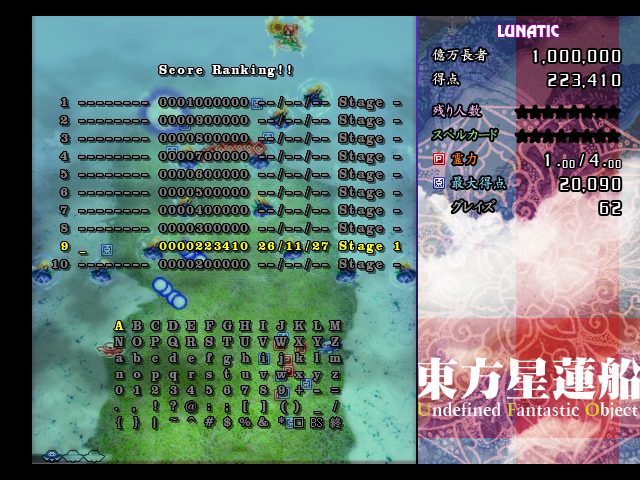 Score Ranking!!
1 -------- 0001000000 --/--/-- Stage -
2 -------- 0000900000 --/--/-- Stage -
3 -------- 0000800000 --/--/-- Stage -
4 -------- 0000700000 --/--/-- Stage -
5 -------- 0000600000 --/--/-- Stage -
6 -------- 0000500000 --/--/-- Stage -
7 -------- 0000400000 --/--/-- Stage -
8 -------- 0000300000 --/--/-- Stage -
9 _ 0000223410 26/11/27 Stage 1
10 -------- 0000200000 --/--/-- Stage -
A B C D E F G H I J K L M
N O P Q R S T U V W X Y Z
a b c d e f g h i j k l m
n o p q r s t u v w x y z
0 1 2 3 4 5 6 7 8 9 + - =
. , ! ? @ : ; [ ] ( ) _ /
{ } | ~ ^ # $ % & * BS 終
LUNATIC
億万長者 1,000,000
得点 223,410
残り人数 ★★★★★★★★
スペルカード ★★★★★★★★
P 霊力 1.00/4.00
最大得点 20,090
グレイズ 62
東方星蓮船
Undefined Fantastic Object